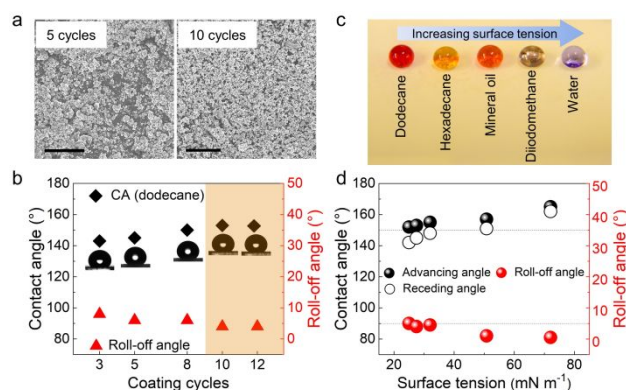 a
5 cycles
10 cycles
b
180
160
140
120
100
80
Contact angle (°)
CA (dodecane)
Roll-off angle
50
40
30
20
10
0
Roll-off angle (°)
3
5
8
10
12
Coating cycles
c
Increasing surface tension
Dodecane
Hexadecane
Mineral oil
Diiodomethane
Water
d
180
160
140
120
100
80
Contact angle (°)
Advancing angle
Roll-off angle
Receding angle
50
40
30
20
10
0
Roll-off angle (°)
20
40
60
80
Surface tension (mN m⁻¹)